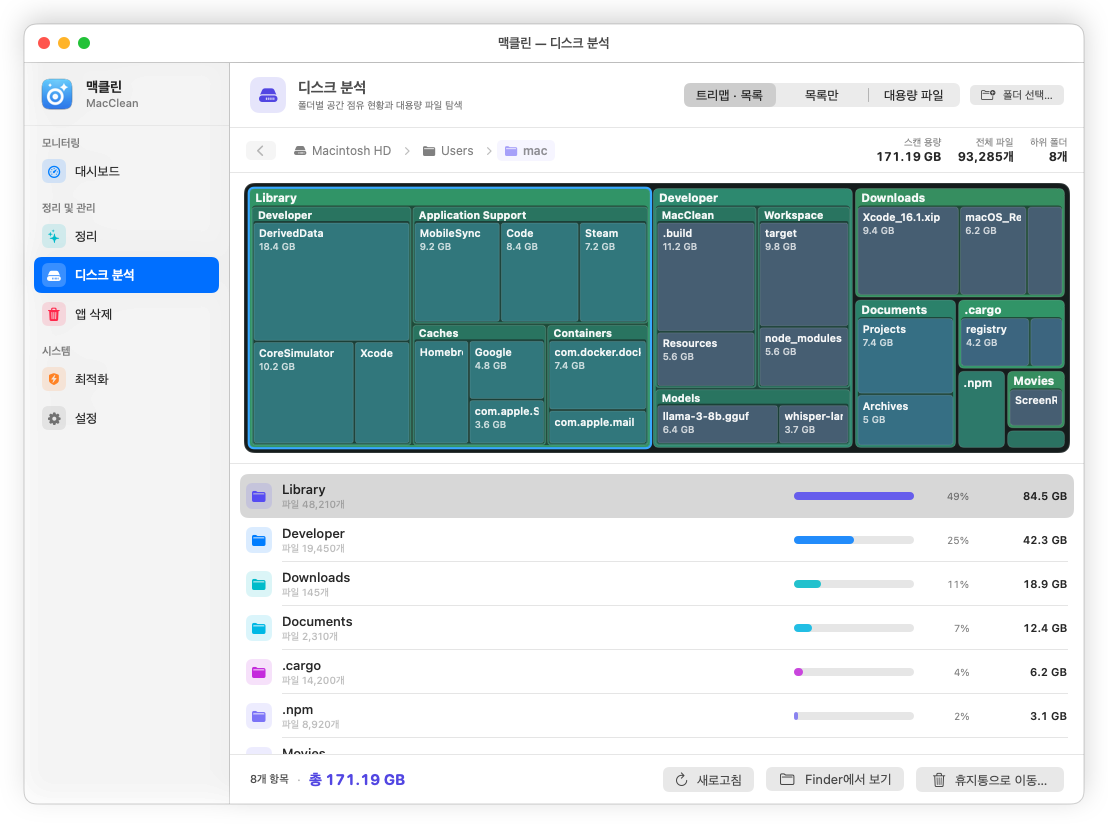 맥클린 — 디스크 분석
맥클린
MacClean
모니터링
대시보드
정리 및 관리
정리
디스크 분석
앱 삭제
시스템
최적화
설정
디스크 분석
폴더별 공간 점유 현황과 대용량 파일 탐색
트리맵 · 목록
목록만
대용량 파일
폴더 선택...
Macintosh HD
Users
mac
스캔 용량
171.19 GB
전체 파일
93,285개
하위 폴더
8개
Library
Developer
DerivedData
18.4 GB
CoreSimulator
10.2 GB
Xcode
Application Support
MobileSync
9.2 GB
Code
8.4 GB
Steam
7.2 GB
Caches
Homebr
Google
4.8 GB
com.apple.S
3.6 GB
Containers
com.docker.dock
7.4 GB
com.apple.mail
Developer
MacClean
.build
11.2 GB
Resources
5.6 GB
Workspace
target
9.8 GB
node_modules
5.6 GB
Models
llama-3-8b.gguf
6.4 GB
whisper-lar
3.7 GB
Downloads
Xcode_16.1.xip
9.4 GB
macOS_Re
6.2 GB
Documents
Projects
7.4 GB
Archives
5 GB
.cargo
registry
4.2 GB
.npm
Movies
ScreenR
Library
파일 48,210개
49%
84.5 GB
Developer
파일 19,450개
25%
42.3 GB
Downloads
파일 145개
11%
18.9 GB
Documents
파일 2,310개
7%
12.4 GB
.cargo
파일 14,200개
4%
6.2 GB
.npm
파일 8,920개
2%
3.1 GB
Movies
8개 항목 · 총 171.19 GB
새로고침
Finder에서 보기
휴지통으로 이동...